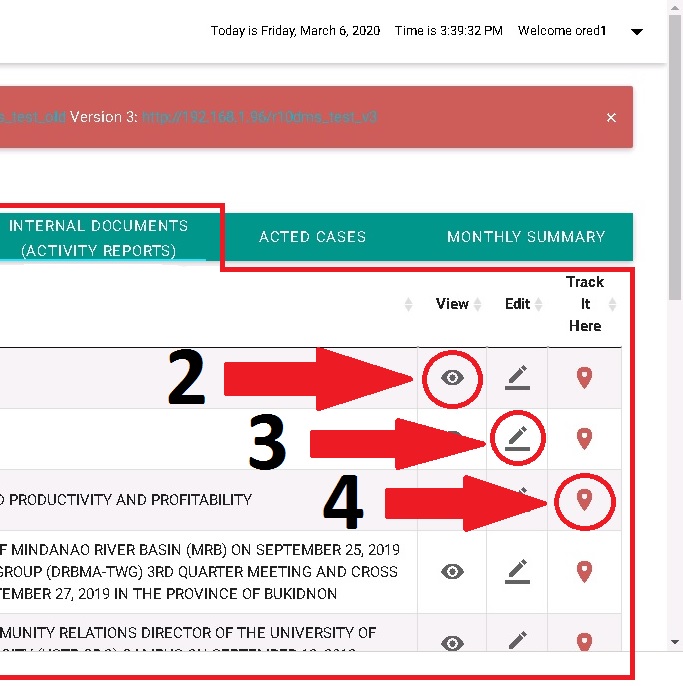 Today is Friday, March 6, 2020 Time is 3:39:32 PM Welcome ored1
s_test_old Version 3: http://192.168.1.96/r10dms_test_v3 ×
INTERNAL DOCUMENTS
(ACTIVITY REPORTS)
ACTED CASES
MONTHLY SUMMARY
View
Edit
Track
It
Here
2
3
4
D PRODUCTIVITY AND PROFITABILITY
F MINDANAO RIVER BASIN (MRB) ON SEPTEMBER 25, 2019
GROUP (DRBMA-TWG) 3RD QUARTER MEETING AND CROSS
TEMBER 27, 2019 IN THE PROVINCE OF BUKIDNON
MUNITY RELATIONS DIRECTOR OF THE UNIVERSITY OF